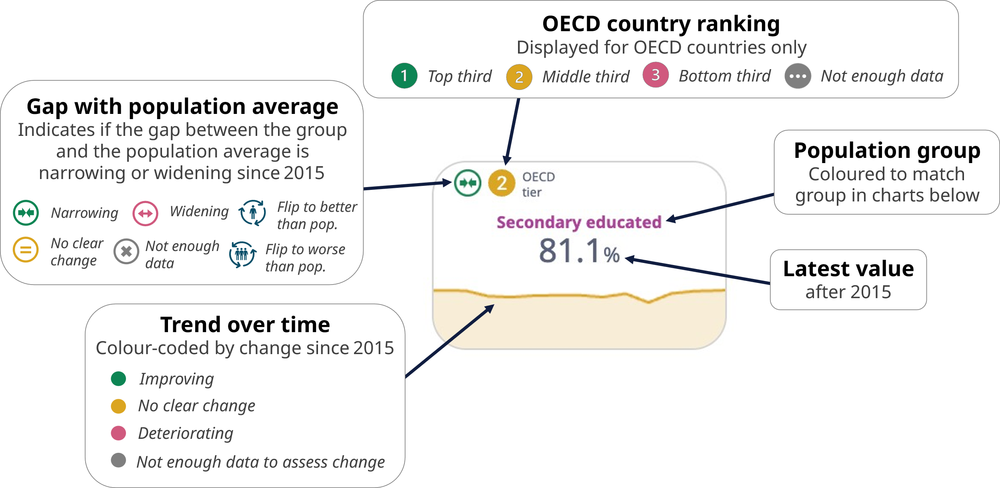 OECD country ranking
Displayed for OECD countries only
1 Top third 2 Middle third 3 Bottom third Not enough data
Gap with population average
Indicates if the gap between the group
and the population average is
narrowing or widening since 2015
Narrowing
Widening
Flip to better
than pop.
No clear
change
Not enough
data
Flip to worse
than pop.
2 OECD
tier
Secondary educated
81.1%
Population group
Coloured to match
group in charts below
Latest value
after 2015
Trend over time
Colour-coded by change since 2015
Improving
No clear change
Deteriorating
Not enough data to assess change